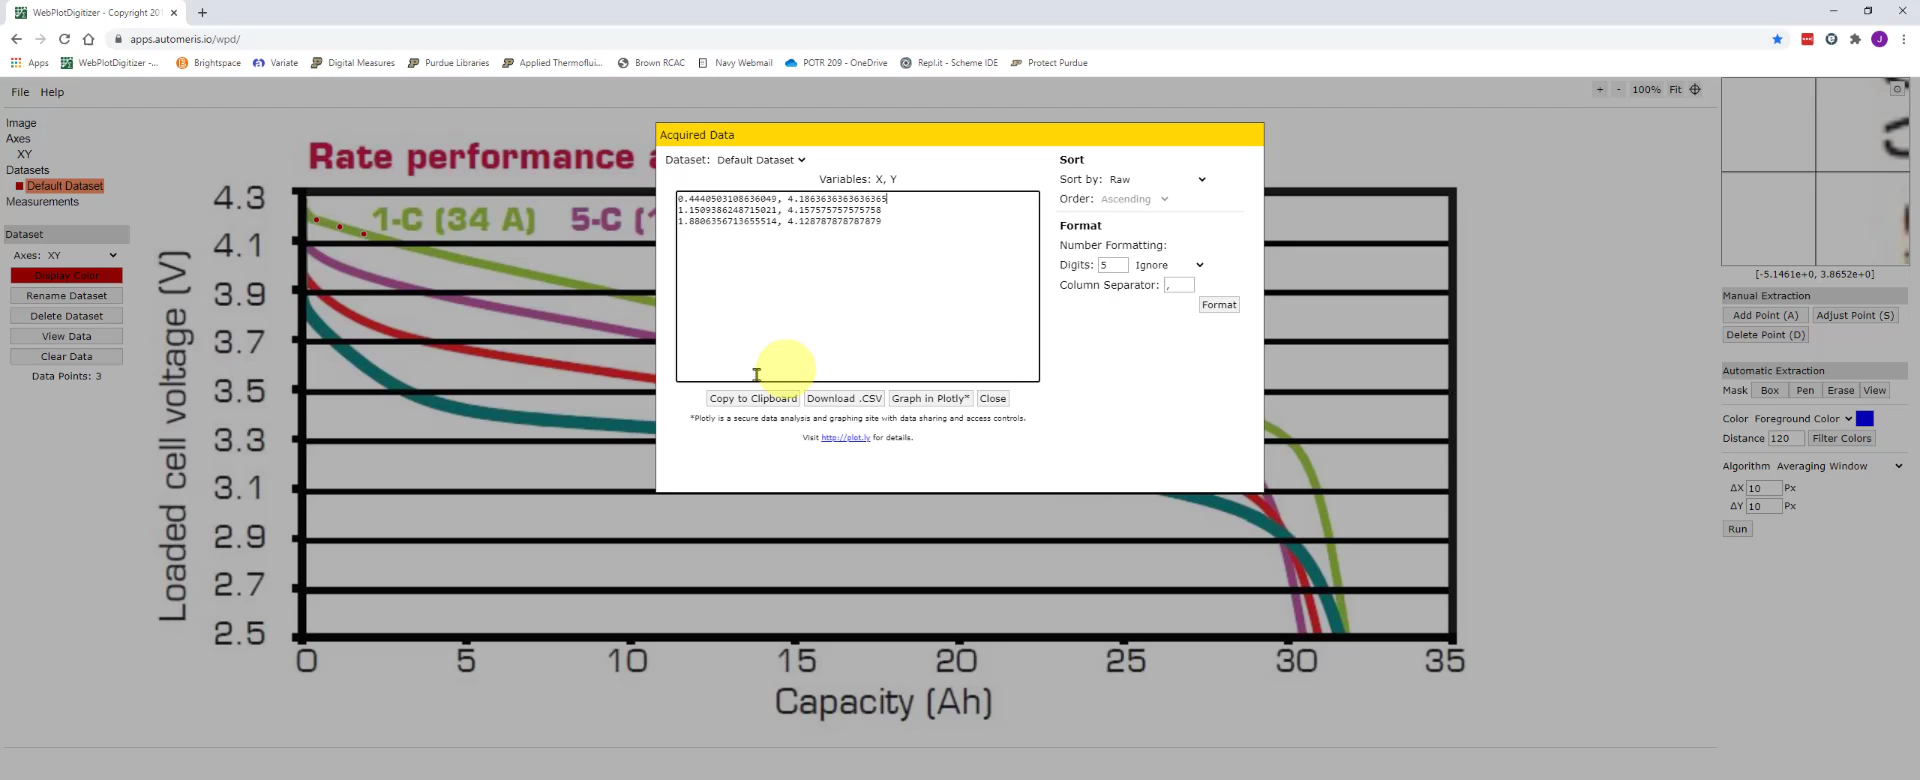 WebPlotDigitizer - Copyright 201
apps.automeris.io/wpd/
Apps WebPlotDigitizer -... Brightspace Variate Digital Measures Purdue Libraries Applied Thermoflui... Brown RCAC Navy Webmail POTR 209 - OneDrive Repl.it - Scheme IDE Protect Purdue
File Help
+ - 100% Fit
Image
Axes
XY
Datasets
Default Dataset
Measurements
Dataset
Axes: XY
Display Color
Rename Dataset
Delete Dataset
View Data
Clear Data
Data Points: 3
Rate performance a
1-C (34 A) 5-C (1
Loaded cell voltage (V)
4.3
4.1
3.9
3.7
3.5
3.3
3.1
2.9
2.7
2.5
0 5 10 15 20 25 30 35
Capacity (Ah)
Acquired Data
Dataset: Default Dataset
Variables: X, Y
0.4440503108636049, 4.1863636363636365
1.1509386248715021, 4.157575757575758
1.8806356713655514, 4.128787878787879
Copy to Clipboard Download .CSV Graph in Plotly* Close
*Plotly is a secure data analysis and graphing site with data sharing and access controls.
Visit http://plot.ly for details.
Sort
Sort by: Raw
Order: Ascending
Format
Number Formatting:
Digits: 5 Ignore
Column Separator: ,
Format
[-5.1461e+0, 3.8652e+0]
Manual Extraction
Add Point (A) Adjust Point (S)
Delete Point (D)
Automatic Extraction
Mask Box Pen Erase View
Color Foreground Color
Distance 120 Filter Colors
Algorithm Averaging Window
ΔX 10 Px
ΔY 10 Px
Run